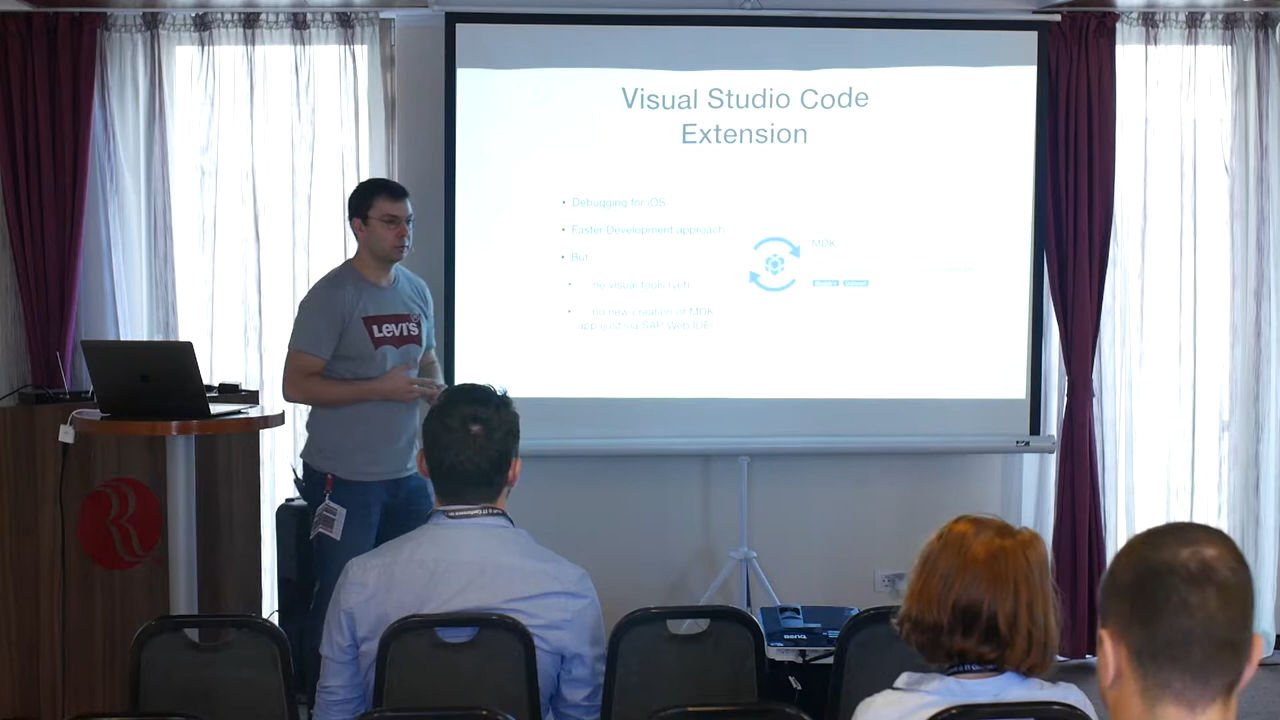 Visual Studio Code
Extension
• Debugging for iOS
• Faster Development approach
• But
• no visual tools (yet)
• no new creation of MDK
app (just via SAP Web IDE)
MDK
LEVI'S
BENQ